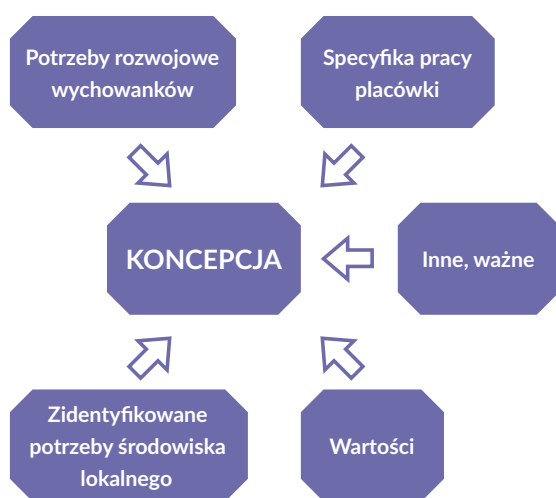 Potrzeby rozwojowe
wychowanków
Specyfika pracy
placówki
KONCEPCJA
Inne, ważne
Zidentyfikowane
potrzeby środowiska
lokalnego
Wartości